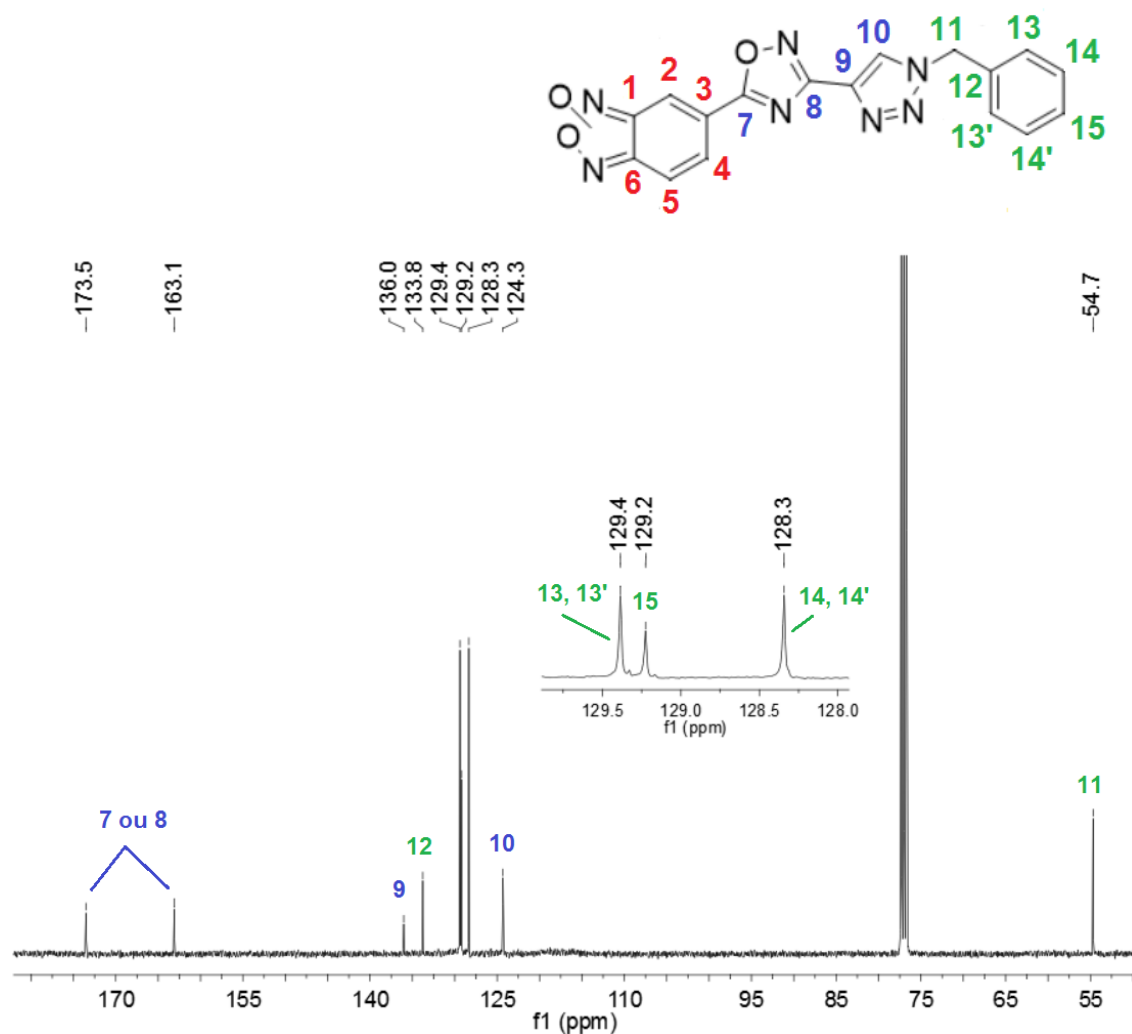 10 11 13
O N 9 14
2 N 12
1 3 N 15
O N 7 N 8 N=N 13'
O 14'
N 6 4
5
173.5 163.1 136.0 133.8 129.4 129.2 128.3 124.3 54.7
129.4 129.2 128.3
13, 13' 15 14, 14'
129.5 129.0 128.5 128.0
f1 (ppm)
7 ou 8 12 10 11
9
170 155 140 125 110 95 85 75 65 55
f1 (ppm)